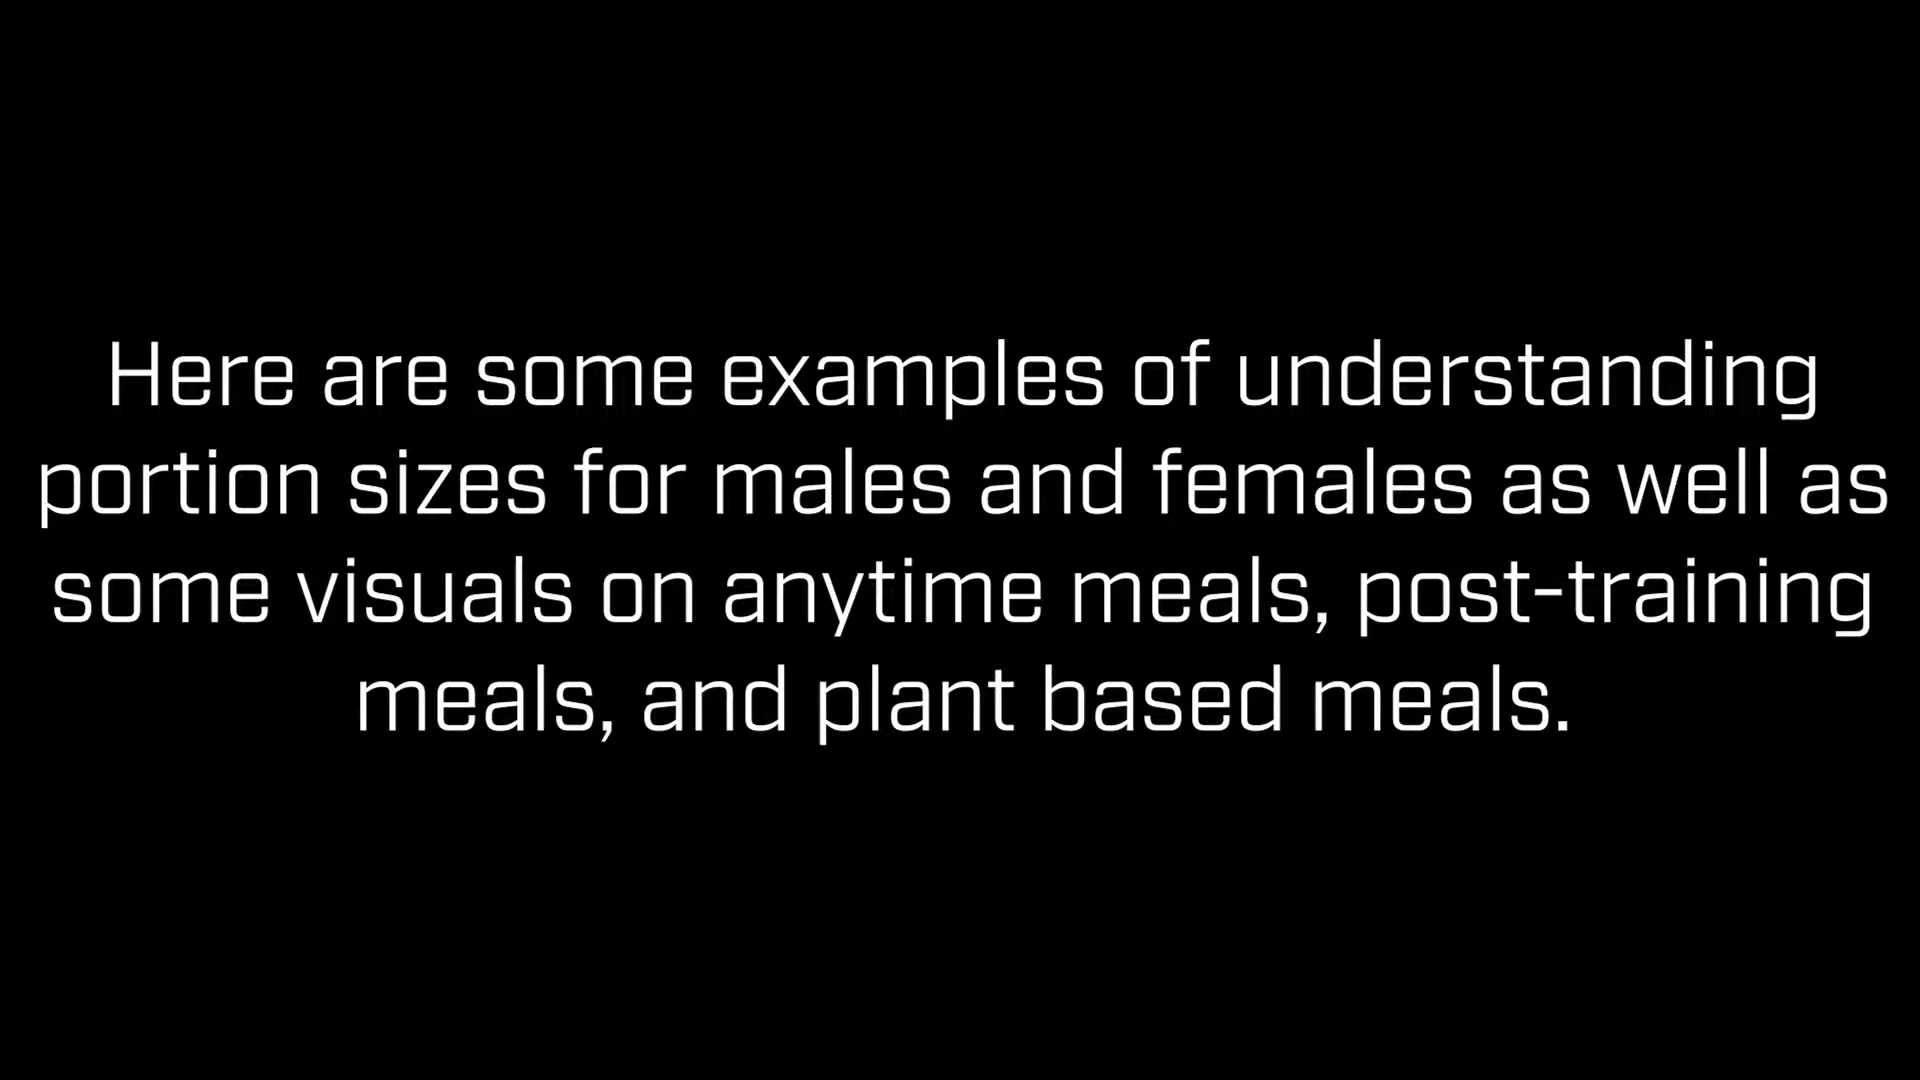 Here are some examples of understanding
portion sizes for males and females as well as
some visuals on anytime meals, post-training
meals, and plant based meals.